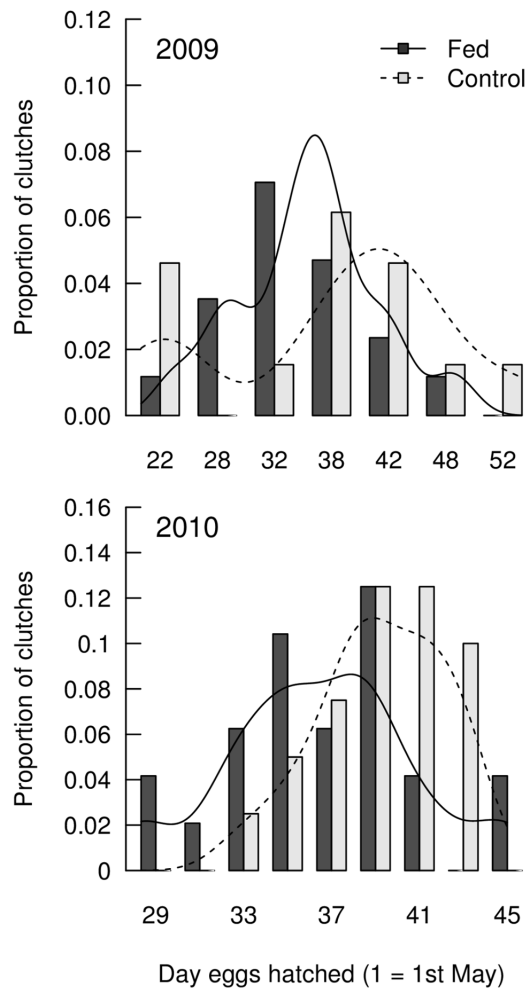 0.12
2009
Fed
Control
0.10
0.08
0.06
0.04
0.02
0.00
Proportion of clutches
22 28 32 38 42 48 52
0.16
2010
0.14
0.12
0.1
0.08
0.06
0.04
0.02
0
Proportion of clutches
29 33 37 41 45
Day eggs hatched (1 = 1st May)